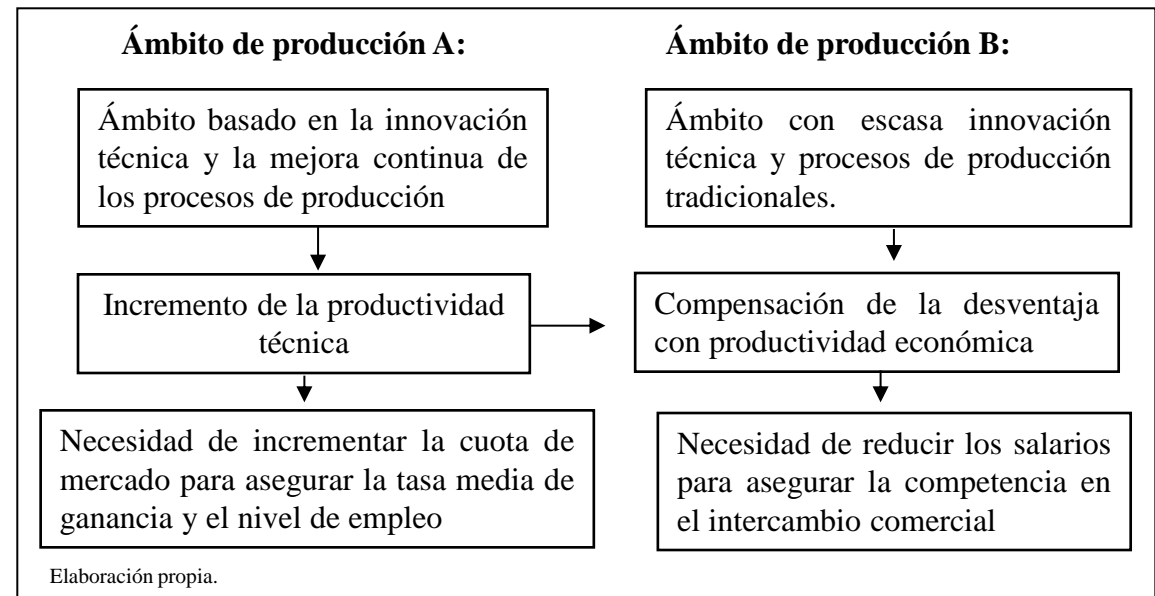 Ámbito de producción A:
Ámbito basado en la innovación
técnica y la mejora continua de
los procesos de producción
Incremento de la productividad
técnica
Necesidad de incrementar la cuota de
mercado para asegurar la tasa media de
ganancia y el nivel de empleo
Ámbito de producción B:
Ámbito con escasa innovación
técnica y procesos de producción
tradicionales.
Compensación de la desventaja
con productividad económica
Necesidad de reducir los salarios
para asegurar la competencia en
el intercambio comercial
Elaboración propia.